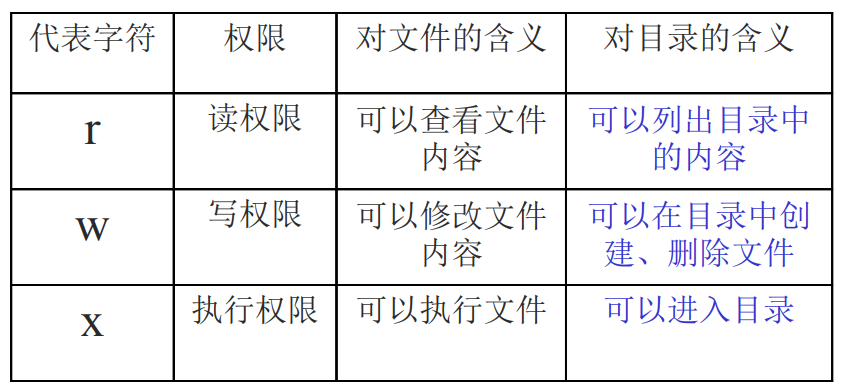 代表字符 权限 对文件的含义 对目录的含义
r 读权限 可以查看文件内容 可以列出目录中的内容
w 写权限 可以修改文件内容 可以在目录中创建、删除文件
x 执行权限 可以执行文件 可以进入目录